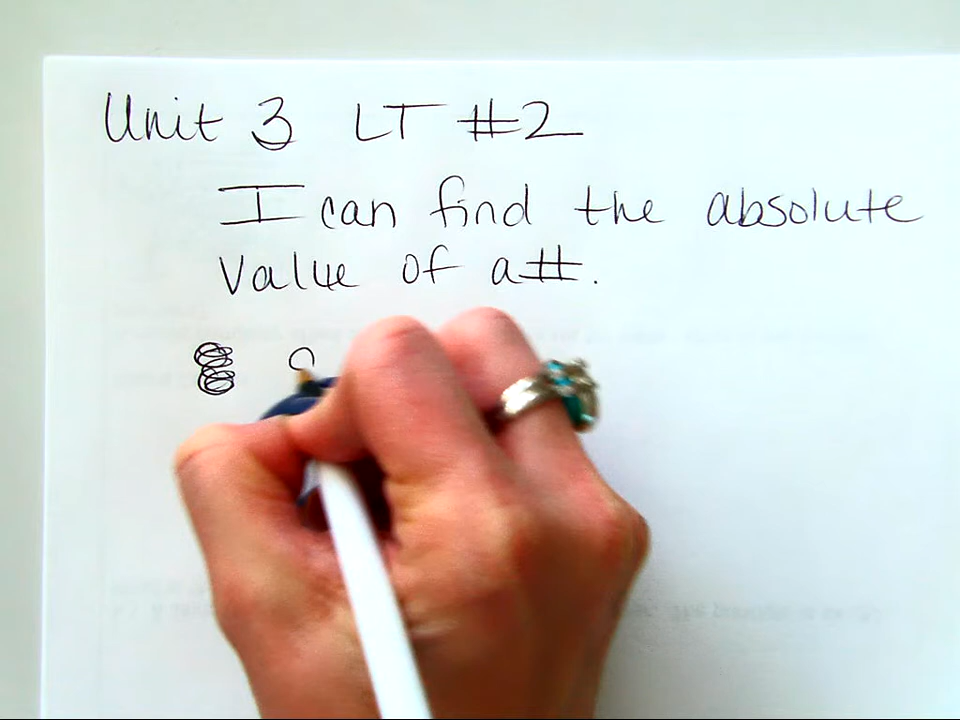 Unit 3 LT #2
I can find the absolute
value of a #.